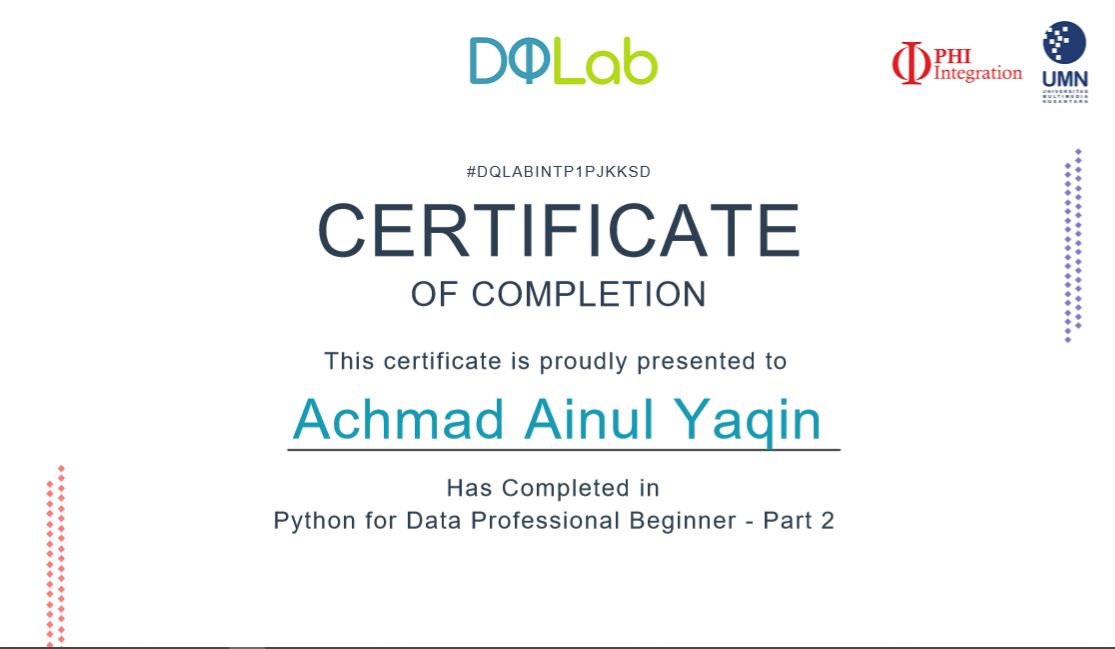 DQLab
PHI
Integration
UMN
UNIVERSITAS
MULTIMEDIA
NUSANTARA
#DQLABINTP1PJKKSD
CERTIFICATE
OF COMPLETION
This certificate is proudly presented to
Achmad Ainul Yaqin
Has Completed in
Python for Data Professional Beginner - Part 2